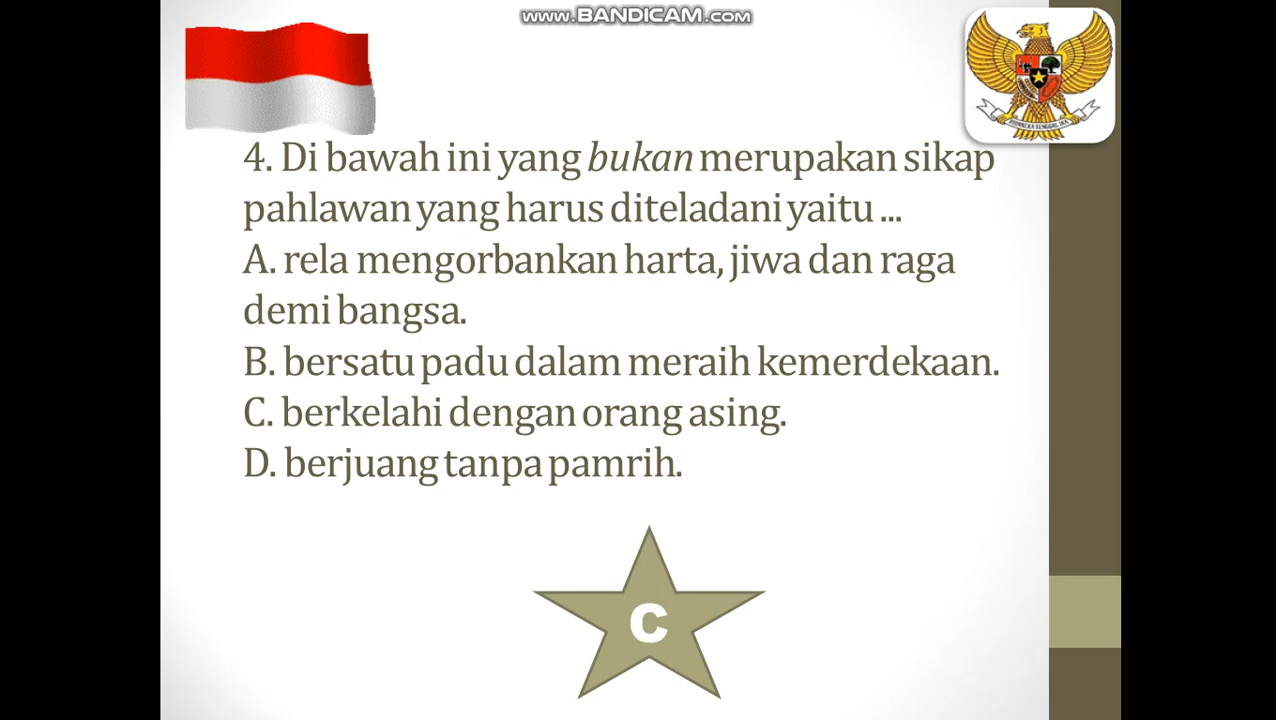 www.BANDICAM.com
4. Di bawah ini yang bukan merupakan sikap
pahlawan yang harus diteladani yaitu ...
A. rela mengorbankan harta, jiwa dan raga
demi bangsa.
B. bersatu padu dalam meraih kemerdekaan.
C. berkelahi dengan orang asing.
D. berjuang tanpa pamrih.
C